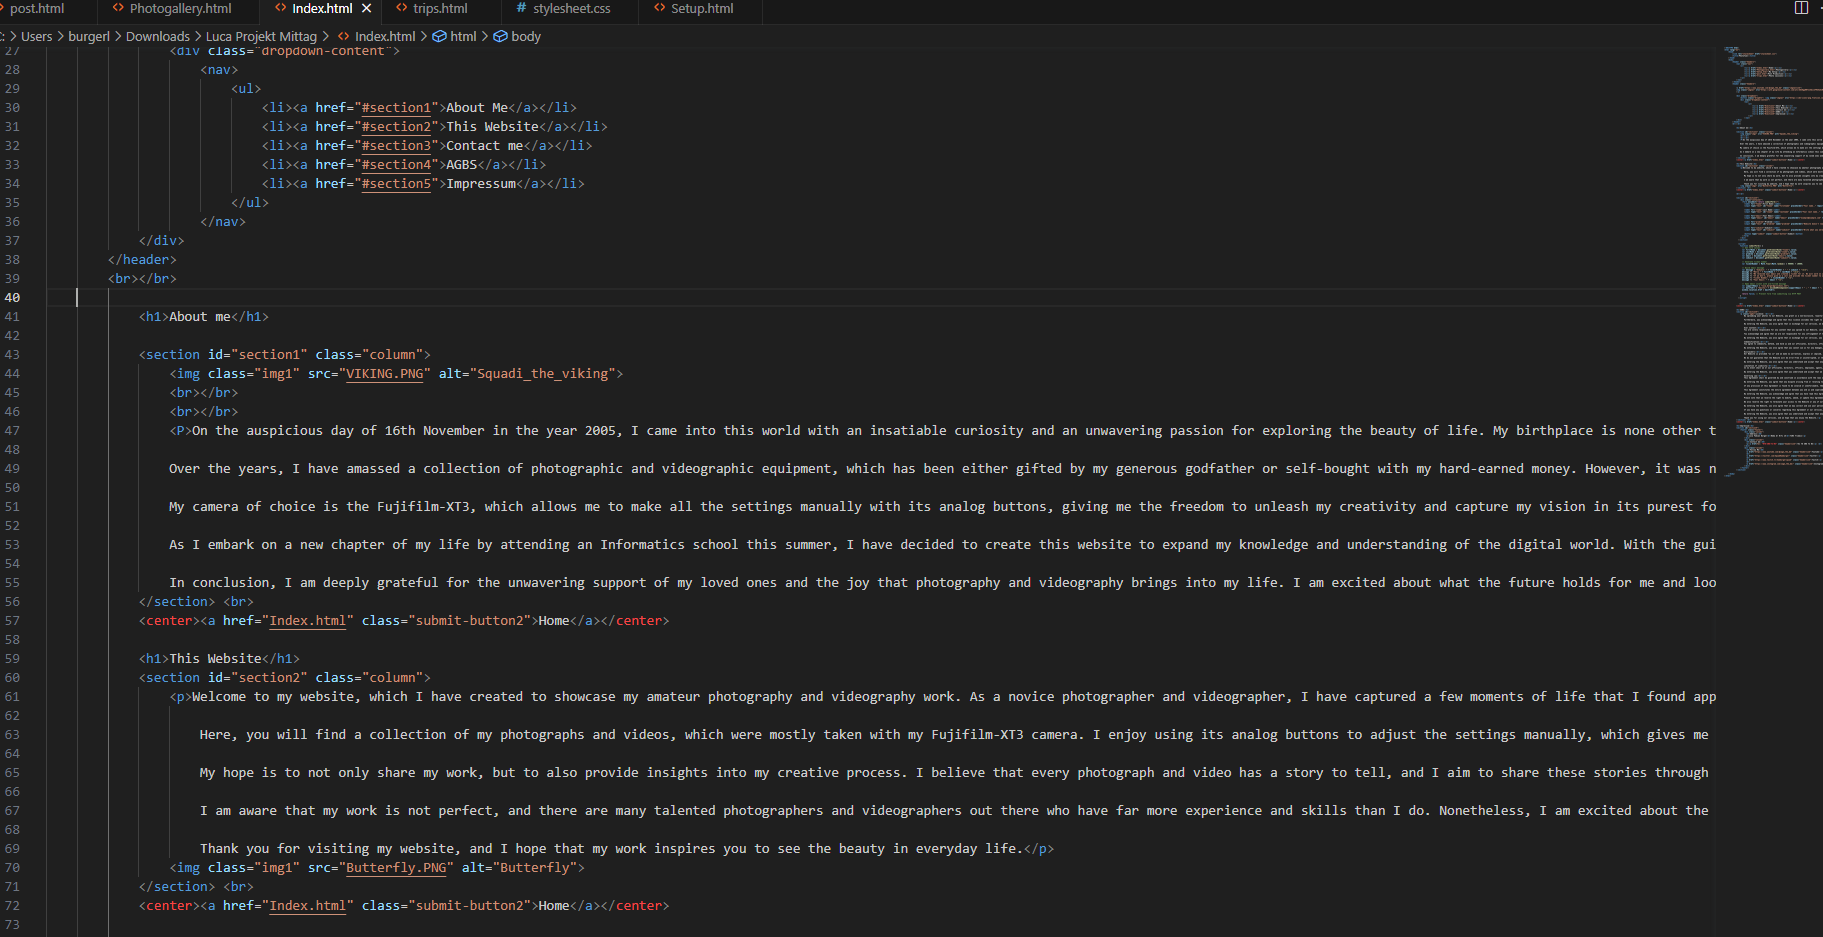 post.html Photogallery.html Index.html trips.html stylesheet.css Setup.html
Users > burgerl > Downloads > Luca Projekt Mittag > Index.html > html > body
27 <div class="dropdown-content">
28 <nav>
29 <ul>
30 <li><a href="#section1">About Me</a></li>
31 <li><a href="#section2">This Website</a></li>
32 <li><a href="#section3">Contact me</a></li>
33 <li><a href="#section4">AGBS</a></li>
34 <li><a href="#section5">Impressum</a></li>
35 </ul>
36 </nav>
37 </div>
38 </header>
39 <br></br>
40
41 <h1>About me</h1>
42
43 <section id="section1" class="column">
44 <img class="img1" src="VIKING.PNG" alt="Squadi_the_viking">
45 <br></br>
46 <br></br>
47 <P>On the auspicious day of 16th November in the year 2005, I came into this world with an insatiable curiosity and an unwavering passion for exploring the beauty of life. My birthplace is none other t
48
49 Over the years, I have amassed a collection of photographic and videographic equipment, which has been either gifted by my generous godfather or self-bought with my hard-earned money. However, it was n
50
51 My camera of choice is the Fujifilm-XT3, which allows me to make all the settings manually with its analog buttons, giving me the freedom to unleash my creativity and capture my vision in its purest fo
52
53 As I embark on a new chapter of my life by attending an Informatics school this summer, I have decided to create this website to expand my knowledge and understanding of the digital world. With the gui
54
55 In conclusion, I am deeply grateful for the unwavering support of my loved ones and the joy that photography and videography brings into my life. I am excited about what the future holds for me and loo
56 </section> <br>
57 <center><a href="Index.html" class="submit-button2">Home</a></center>
58
59 <h1>This Website</h1>
60 <section id="section2" class="column">
61 <p>Welcome to my website, which I have created to showcase my amateur photography and videography work. As a novice photographer and videographer, I have captured a few moments of life that I found app
62
63 Here, you will find a collection of my photographs and videos, which were mostly taken with my Fujifilm-XT3 camera. I enjoy using its analog buttons to adjust the settings manually, which gives me
64
65 My hope is to not only share my work, but to also provide insights into my creative process. I believe that every photograph and video has a story to tell, and I aim to share these stories through
66
67 I am aware that my work is not perfect, and there are many talented photographers and videographers out there who have far more experience and skills than I do. Nonetheless, I am excited about the
68
69 Thank you for visiting my website, and I hope that my work inspires you to see the beauty in everyday life.</p>
70 <img class="img1" src="Butterfly.PNG" alt="Butterfly">
71 </section> <br>
72 <center><a href="Index.html" class="submit-button2">Home</a></center>
73